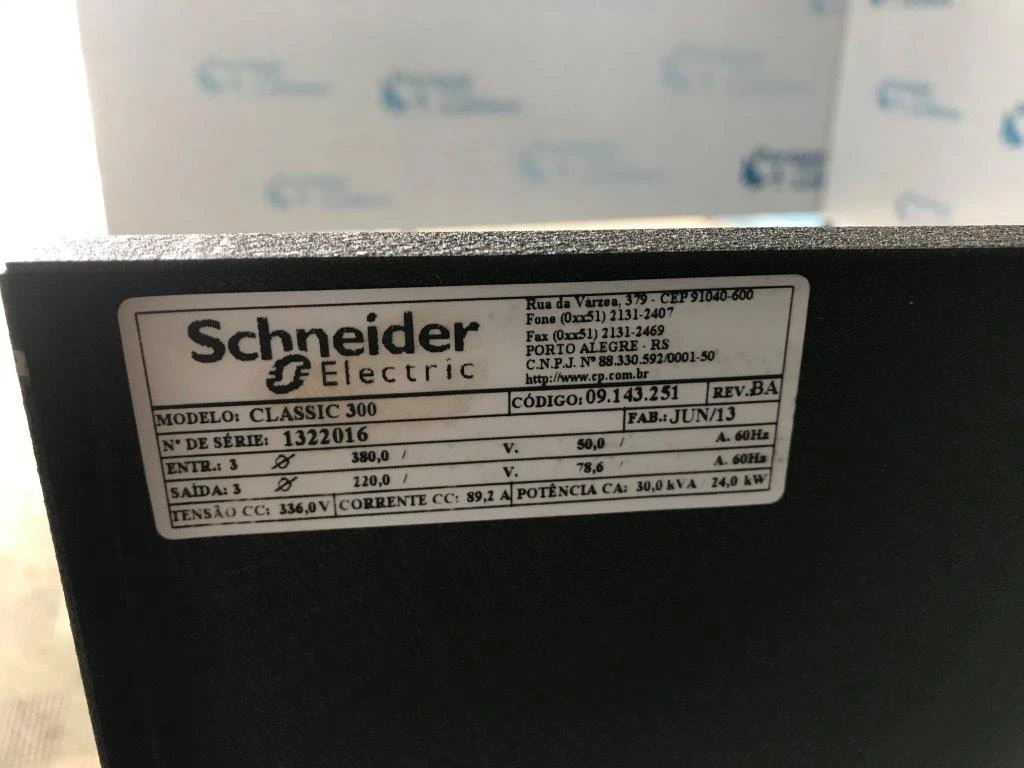 Schneider
Electric
Rua da Várzea, 379 - CEP 91040-600
Fone (0xx51) 2131-2407
Fax (0xx51) 2131-2469
PORTO ALEGRE - RS
C.N.P.J. Nº 88.330.592/0001-50
http://www.cp.com.br
MODELO: CLASSIC 300 CÓDIGO: 09.143.251 REV. BA
Nº DE SÉRIE: 1322016 FAB.: JUN/13
ENTR.: 3 Ø 380,0 / V. 50,0 / A. 60Hz
SAÍDA: 3 Ø 220,0 / V. 78,6 / A. 60Hz
TENSÃO CC: 336,0 V CORRENTE CC: 89,2 A POTÊNCIA CA: 30,0 kVA / 24,0 kW